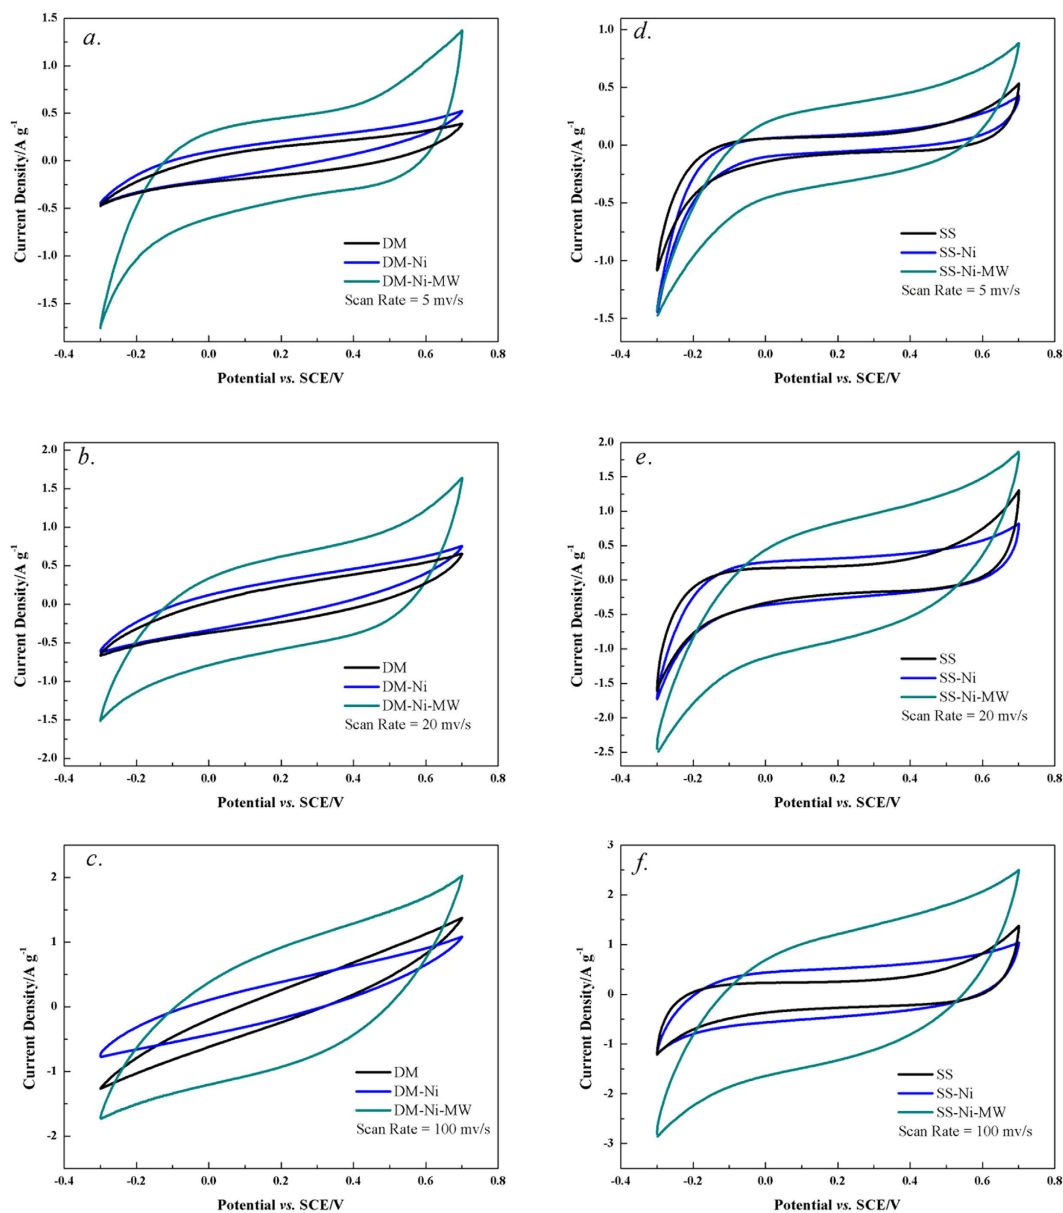 a.
1.5
1.0
0.5
0.0
-0.5
-1.0
-1.5
Current Density/A g-1
DM
DM-Ni
DM-Ni-MW
Scan Rate = 5 mv/s
-0.4 -0.2 0.0 0.2 0.4 0.6 0.8
Potential vs. SCE/V
d.
1.0
0.5
0.0
-0.5
-1.0
-1.5
Current Density/A g-1
SS
SS-Ni
SS-Ni-MW
Scan Rate = 5 mv/s
-0.4 -0.2 0.0 0.2 0.4 0.6 0.8
Potential vs. SCE/V
b.
2.0
1.5
1.0
0.5
0.0
-0.5
-1.0
-1.5
-2.0
Current Density/A g-1
DM
DM-Ni
DM-Ni-MW
Scan Rate = 20 mv/s
-0.4 -0.2 0.0 0.2 0.4 0.6 0.8
Potential vs. SCE/V
e.
2.0
1.5
1.0
0.5
0.0
-0.5
-1.0
-1.5
-2.0
-2.5
Current Density/A g-1
SS
SS-Ni
SS-Ni-MW
Scan Rate = 20 mv/s
-0.4 -0.2 0.0 0.2 0.4 0.6 0.8
Potential vs. SCE/V
c.
2
1
0
-1
-2
Current Density/A g-1
DM
DM-Ni
DM-Ni-MW
Scan Rate = 100 mv/s
-0.4 -0.2 0.0 0.2 0.4 0.6 0.8
Potential vs. SCE/V
f.
3
2
1
0
-1
-2
-3
Current Density/A g-1
SS
SS-Ni
SS-Ni-MW
Scan Rate = 100 mv/s
-0.4 -0.2 0.0 0.2 0.4 0.6 0.8
Potential vs. SCE/V